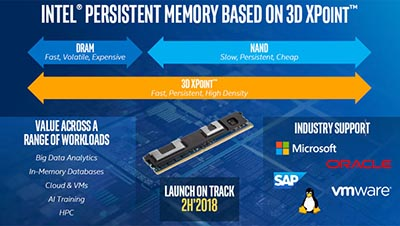 INTEL® PERSISTENT MEMORY BASED ON 3D XPOINT™
DRAM
Fast, Volatile, Expensive
NAND
Slow, Persistent, Cheap
3D XPOINT™
Fast, Persistent, High Density
VALUE ACROSS A
RANGE OF WORKLOADS
Big Data Analytics
In-Memory Databases
Cloud & VMs
AI Training
HPC
LAUNCH ON TRACK
2H'2018
INDUSTRY SUPPORT
Microsoft
ORACLE
SAP
vmware